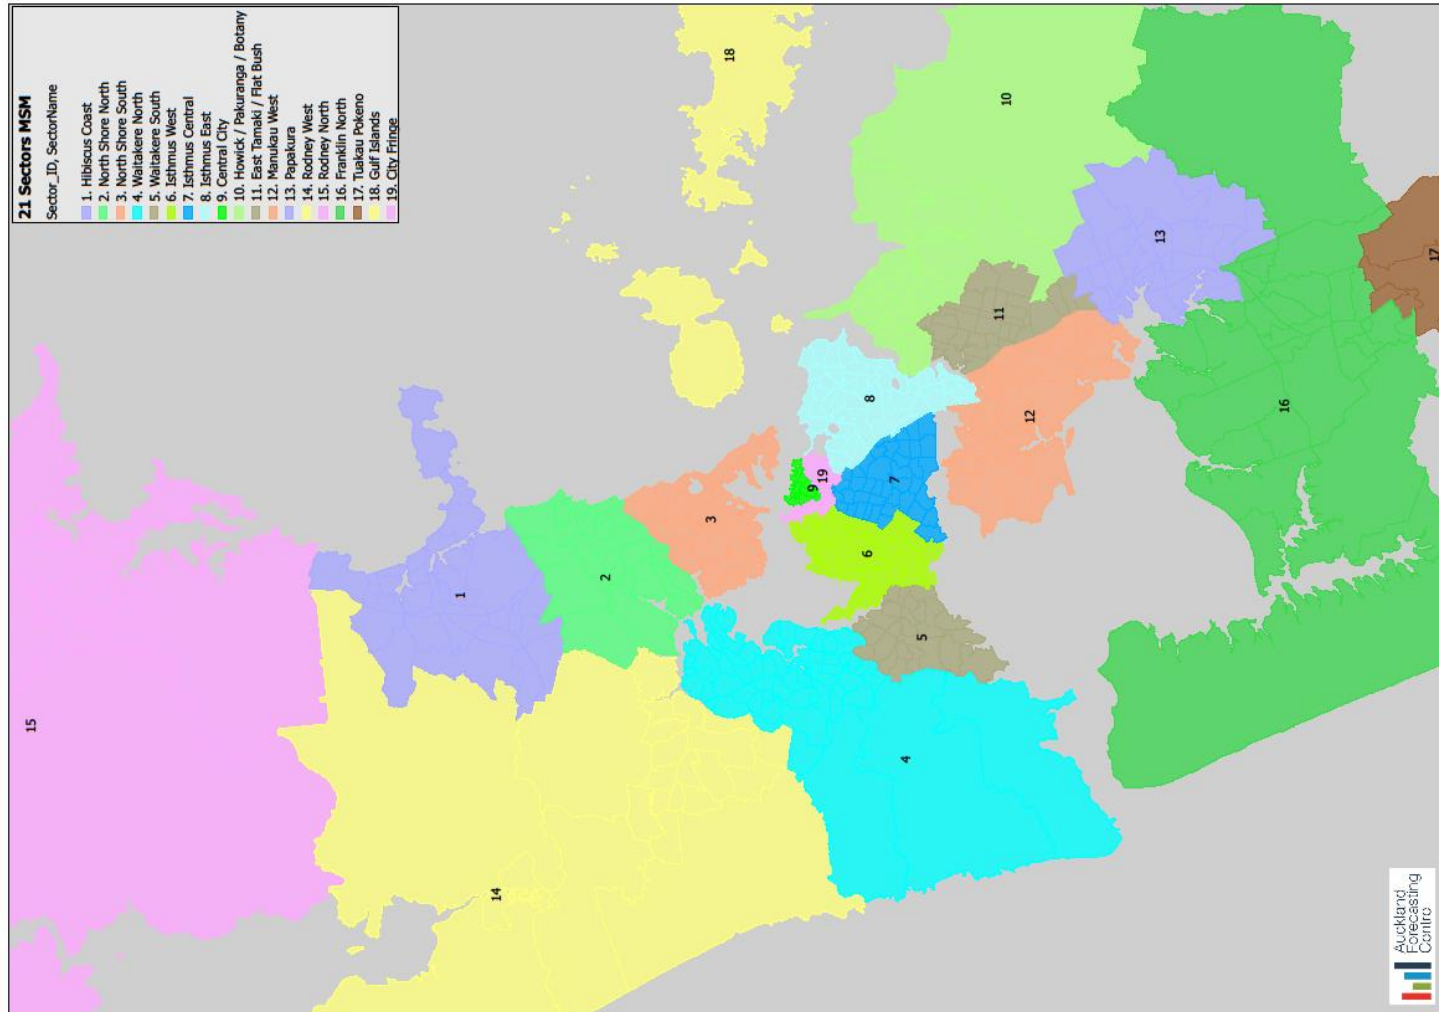 21 Sectors MSM
Sector_ID, SectorName
1. Hibiscus Coast
2. North Shore North
3. North Shore South
4. Waitakere North
5. Waitakere South
6. Isthmus West
7. Isthmus Central
8. Isthmus East
9. Central City
10. Howick / Pakuranga / Botany
11. East Tamaki / Flat Bush
12. Manukau West
13. Papakura
14. Rodney West
15. Rodney North
16. Franklin North
17. Tuakau Pokeno
18. Gulf Islands
19. City Fringe
15
1
2
3
14
18
9
19
8
7
6
5
4
10
11
12
13
16
17
Auckland
Forecasting
Centre